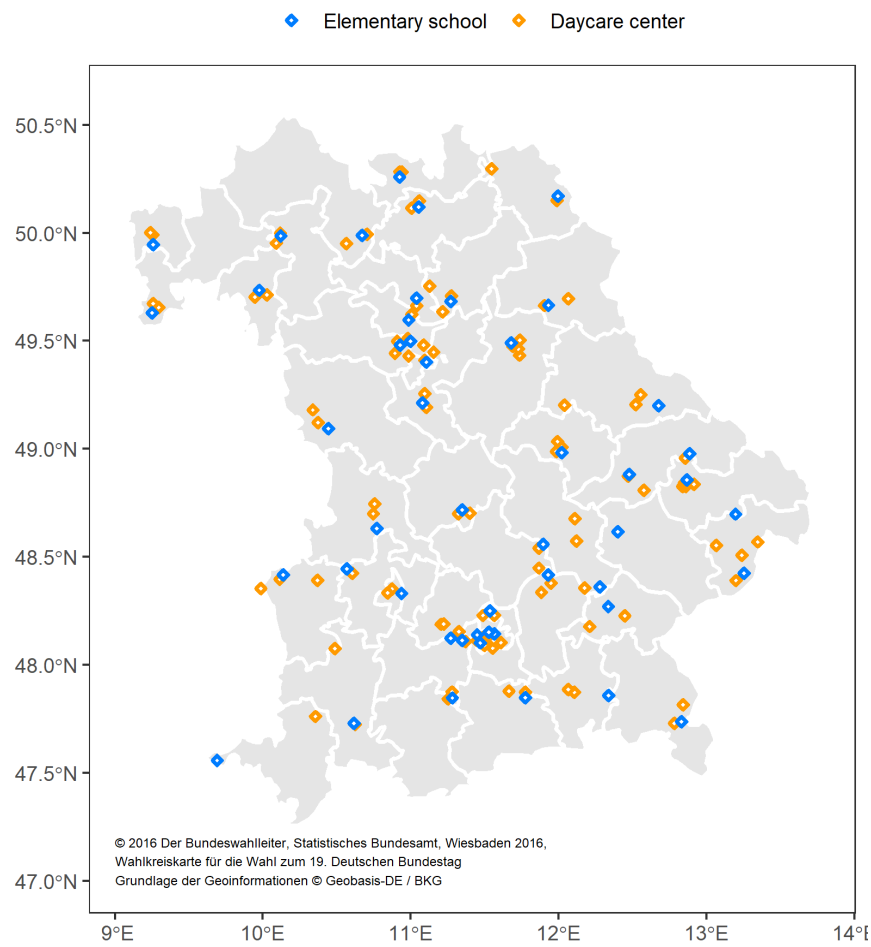 Elementary school Daycare center
50.5°N
50.0°N
49.5°N
49.0°N
48.5°N
48.0°N
47.5°N
47.0°N
© 2016 Der Bundeswahlleiter, Statistisches Bundesamt, Wiesbaden 2016,
Wahlkreiskarte für die Wahl zum 19. Deutschen Bundestag
Grundlage der Geoinformationen © Geobasis-DE / BKG
9°E 10°E 11°E 12°E 13°E 14°E